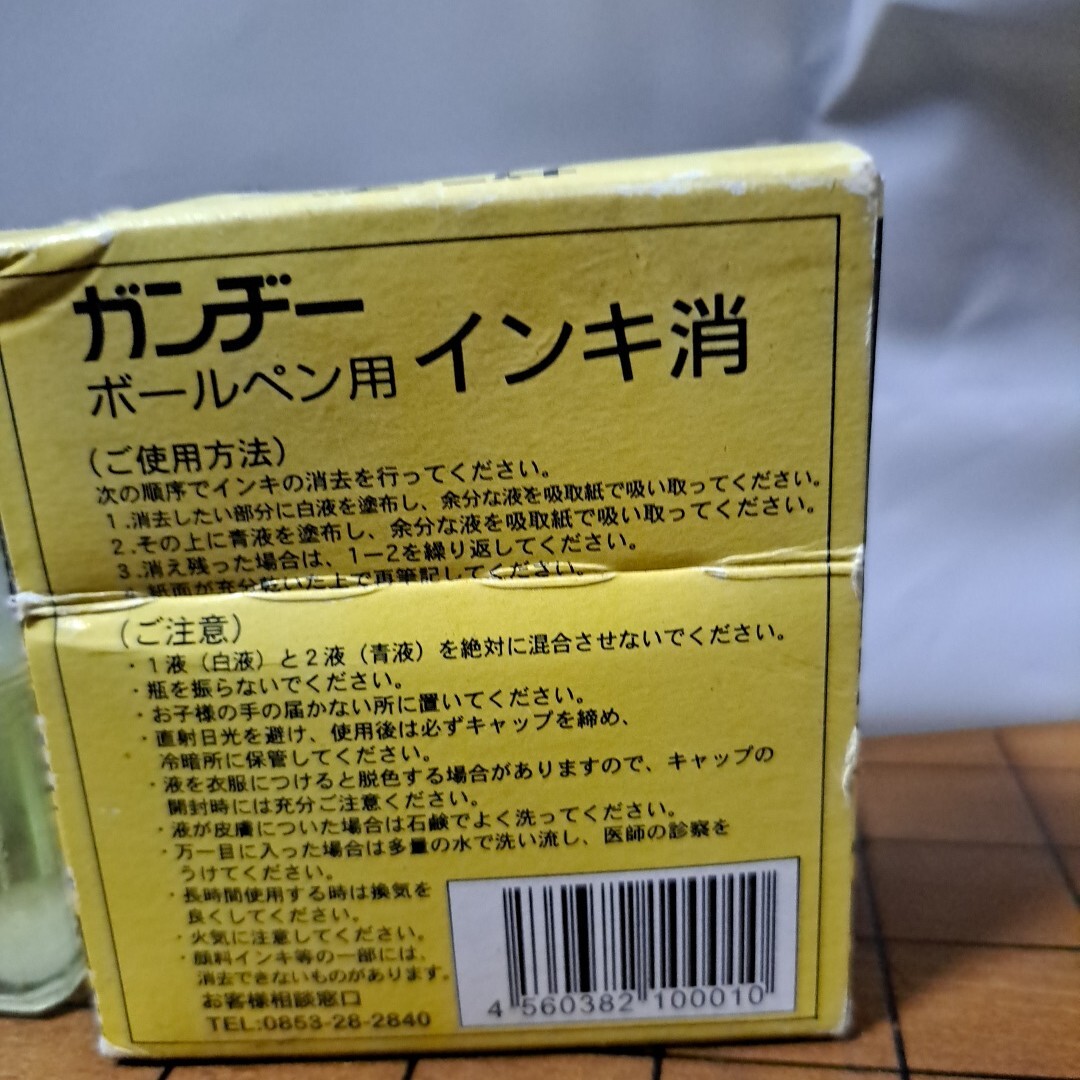 ガンヂー
ボールペン用 インキ消
（ご使用方法）
次の順序でインキの消去を行ってください。
1.消去したい部分に白液を塗布し、余分な液を吸取紙で吸い取ってください。
2.その上に青液を塗布し、余分な液を吸取紙で吸い取ってください。
3.消え残った場合は、1ー2を繰り返してください。
紙面が充分乾いた上で再筆記してください。
（ご注意）
・1液（白液）と2液（青液）を絶対に混合させないでください。
・瓶を振らないでください。
・お子様の手の届かない所に置いてください。
・直射日光を避け、使用後は必ずキャップを締め、
冷暗所に保管してください。
・液を衣服につけると脱色する場合がありますので、キャップの
開封時には充分ご注意ください。
・液が皮膚についた場合は石鹸でよく洗ってください。
・万一目に入った場合は多量の水で洗い流し、医師の診察を
うけてください。
・長時間使用する時は換気を
良くしてください。
・火気に注意してください。
・顔料インキ等の一部には、
消去できないものがあります。
お客様相談窓口
TEL:0853-28-2840
4 560382 100010